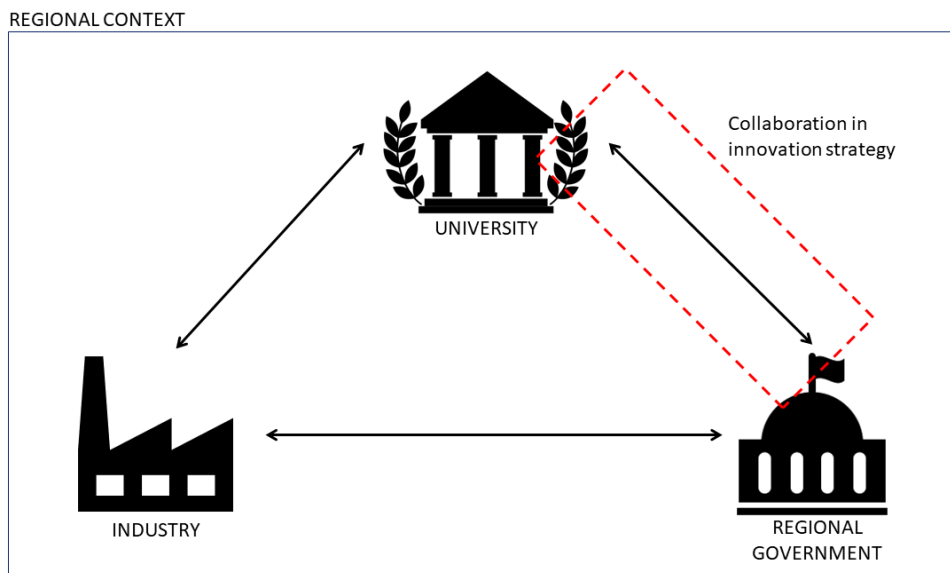 REGIONAL CONTEXT
Collaboration in
innovation strategy
UNIVERSITY
INDUSTRY
REGIONAL
GOVERNMENT